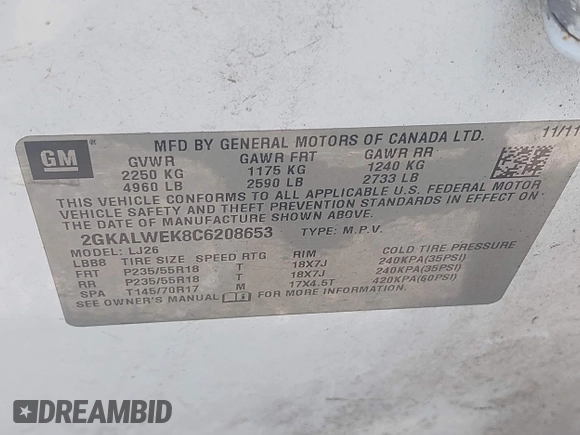 GM ®
MFD BY GENERAL MOTORS OF CANADA LTD. 11/11
GVWR GAWR FRT GAWR RR
2250 KG 1175 KG 1240 KG
4960 LB 2590 LB 2733 LB
THIS VEHICLE CONFORMS TO ALL APPLICABLE U.S. FEDERAL MOTOR
VEHICLE SAFETY AND THEFT PREVENTION STANDARDS IN EFFECT ON
THE DATE OF MANUFACTURE SHOWN ABOVE.
2GKALWEK8C6208653 TYPE: M.P.V.
MODEL: LJ26
LBB8 TIRE SIZE SPEED RTG RIM COLD TIRE PRESSURE
FRT P235/55R18 T 18X7J 240KPA(35PSI)
RR P235/55R18 T 18X7J 240KPA(35PSI)
SPA T145/70R17 M 17X4.5T 420KPA(60PSI)
SEE OWNER'S MANUAL FOR MORE INFORMATION.
DREAMBID